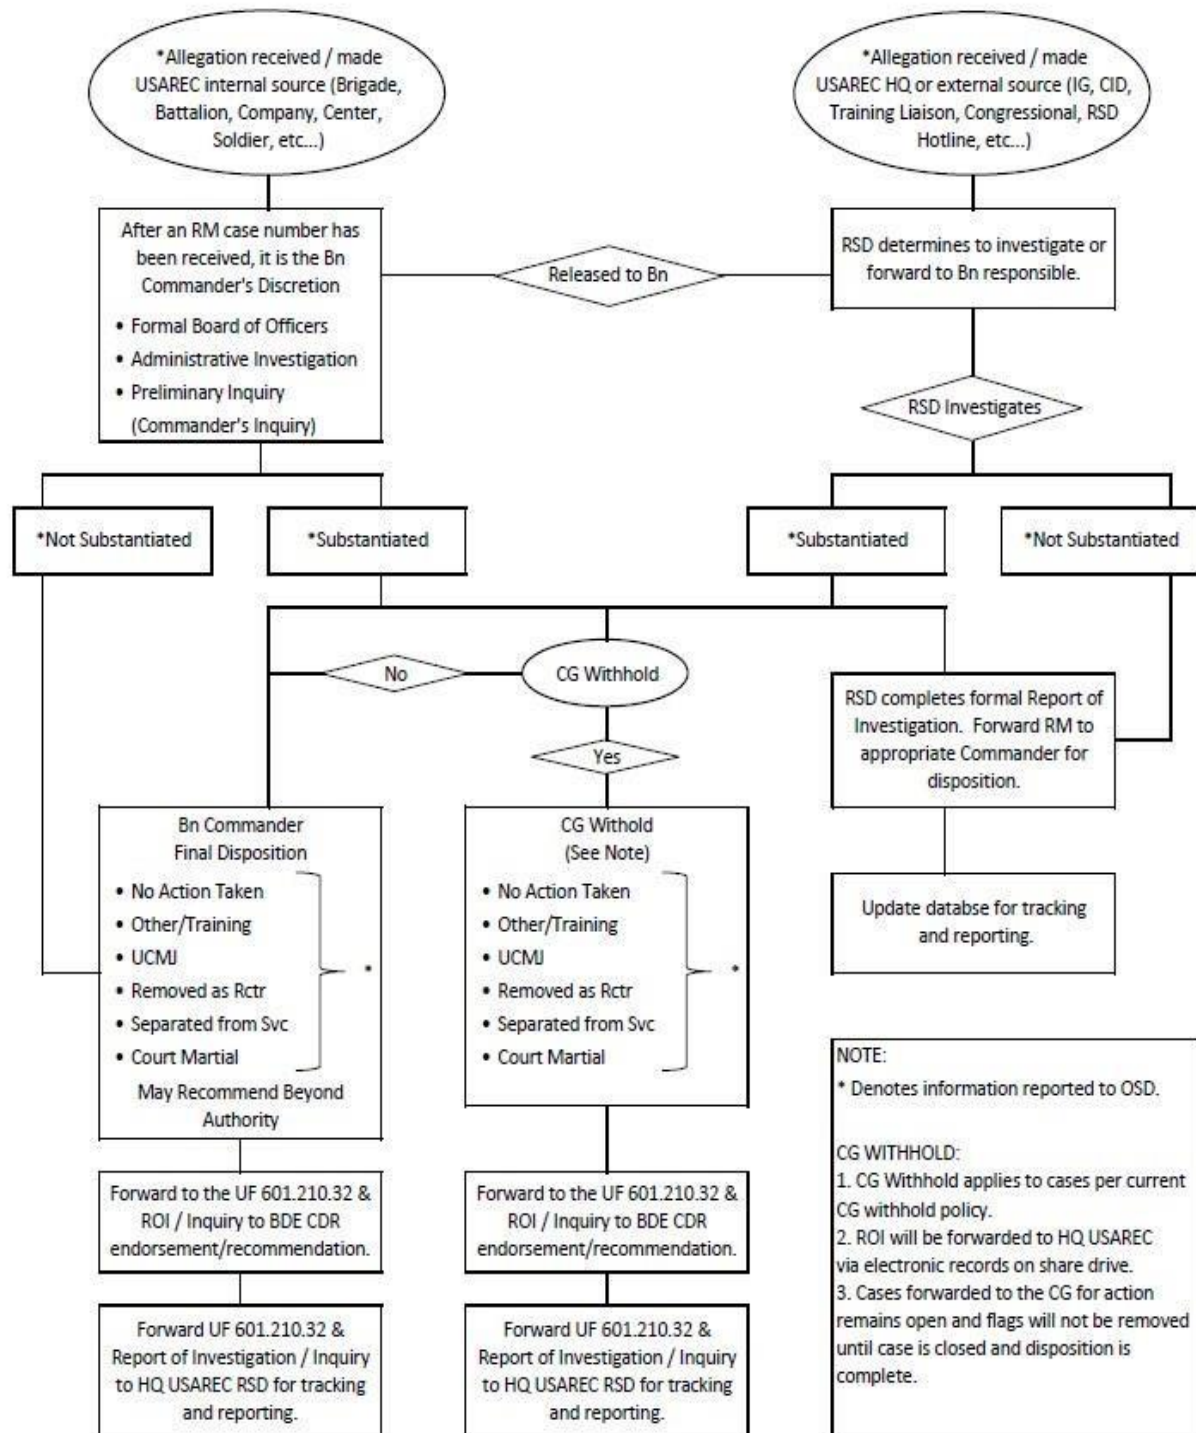 *Allegation received / made
USAREC internal source (Brigade,
Battalion, Company, Center,
Soldier, etc...)
*Allegation received / made
USAREC HQ or external source (IG, CID,
Training Liaison, Congressional, RSD
Hotline, etc...)
After an RM case number has
been received, it is the Bn
Commander's Discretion
• Formal Board of Officers
• Administrative Investigation
• Preliminary Inquiry
(Commander's Inquiry)
Released to Bn
RSD determines to investigate or
forward to Bn responsible.
RSD Investigates
*Not Substantiated
*Substantiated
*Substantiated
*Not Substantiated
No
CG Withhold
Yes
RSD completes formal Report of
Investigation. Forward RM to
appropriate Commander for
disposition.
Bn Commander
Final Disposition
• No Action Taken
• Other/Training
• UCMJ
• Removed as Rctr
• Separated from Svc
• Court Martial
*
May Recommend Beyond
Authority
CG Withold
(See Note)
• No Action Taken
• Other/Training
• UCMJ
• Removed as Rctr
• Separated from Svc
• Court Martial
*
Update databse for tracking
and reporting.
Forward to the UF 601.210.32 &
ROI / Inquiry to BDE CDR
endorsement/recommendation.
Forward to the UF 601.210.32 &
ROI / Inquiry to BDE CDR
endorsement/recommendation.
Forward UF 601.210.32 &
Report of Investigation / Inquiry
to HQ USAREC RSD for tracking
and reporting.
Forward UF 601.210.32 &
Report of Investigation / Inquiry
to HQ USAREC RSD for tracking
and reporting.
NOTE:
* Denotes information reported to OSD.
CG WITHHOLD:
1. CG Withhold applies to cases per current
CG withhold policy.
2. ROI will be forwarded to HQ USAREC
via electronic records on share drive.
3. Cases forwarded to the CG for action
remains open and flags will not be removed
until case is closed and disposition is
complete.